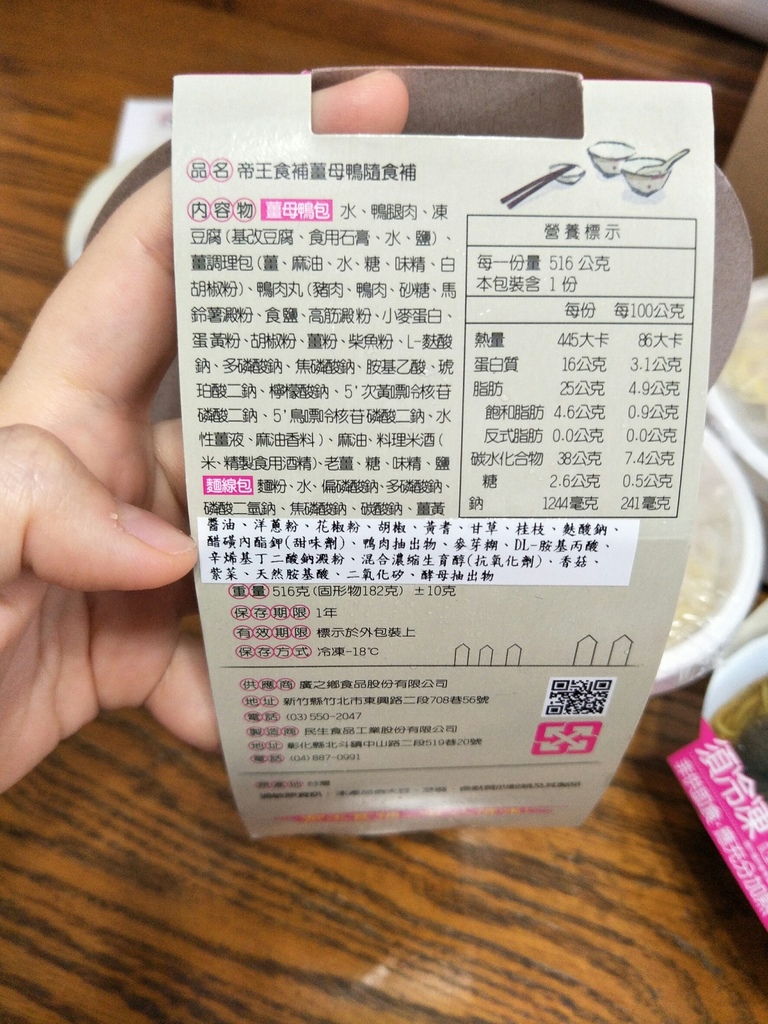 品名 帝王食補薑母鴨隨食補
內容物 薑母鴨包 水、鴨腿肉、凍
豆腐(基改豆腐、食用石膏、水、鹽)、
薑調理包(薑、麻油、水、糖、味精、白
胡椒粉)、鴨肉丸(豬肉、鴨肉、砂糖、馬
鈴薯澱粉、食鹽、高筋澱粉、小麥蛋白、
蛋黃粉、胡椒粉、薑粉、柴魚粉、L-麩酸
鈉、多磷酸鈉、焦磷酸鈉、胺基乙酸、琥
珀酸二鈉、檸檬酸鈉、5'次黃嘌呤核苷
磷酸二鈉、5'鳥嘌呤核苷磷酸二鈉、水
性薑液、麻油香料)、麻油、料理米酒(
米、精製食用酒精)、老薑、糖、味精、鹽
麵線包 麵粉、水、偏磷酸鈉、多磷酸鈉、
磷酸二氫鈉、焦磷酸鈉、碳酸鈉、薑黃
營養標示
每一份量 516 公克
本包裝含 1 份
每份 每100公克
熱量 445大卡 86大卡
蛋白質 16公克 3.1公克
脂肪 25公克 4.9公克
飽和脂肪 4.6公克 0.9公克
反式脂肪 0.0公克 0.0公克
碳水化合物 38公克 7.4公克
糖 2.6公克 0.5公克
鈉 1244毫克 241毫克
醬油、洋蔥粉、花椒粉、胡椒、黃耆、甘草、桂枝、麩酸鈉、
醋磺內酯鉀(甜味劑)、鴨肉抽出物、麥芽糊、DL-胺基丙酸、
辛烯基丁二酸鈉澱粉、混合濃縮生育醇(抗氧化劑)、香菇、
紫菜、天然胺基酸、二氧化矽、酵母抽出物
重量 516克(固形物182克) ±10克
保存期限 1年
有效期限 標示於外包裝上
保存方式 冷凍-18℃
供應商 廣之鄉食品股份有限公司
地址 新竹縣竹北市東興路二段708巷56號
電話 (03)550-2047
製造商 民生食品工業股份有限公司
地址 彰化縣北斗鎮中山路二段519巷20號
電話 (04)887-0991
原產地 台灣
須冷凍